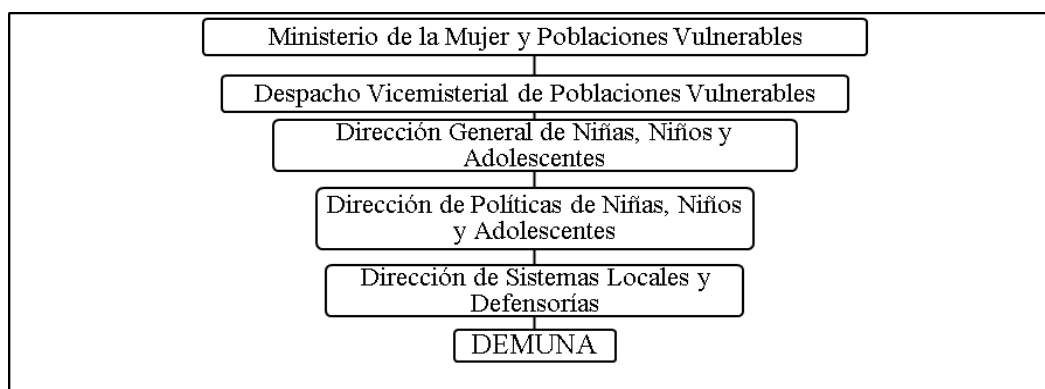 Ministerio de la Mujer y Poblaciones Vulnerables
Despacho Vicemisterial de Poblaciones Vulnerables
Dirección General de Niñas, Niños y
Adolescentes
Dirección de Políticas de Niñas, Niños
y Adolescentes
Dirección de Sistemas Locales y
Defensorías
DEMUNA